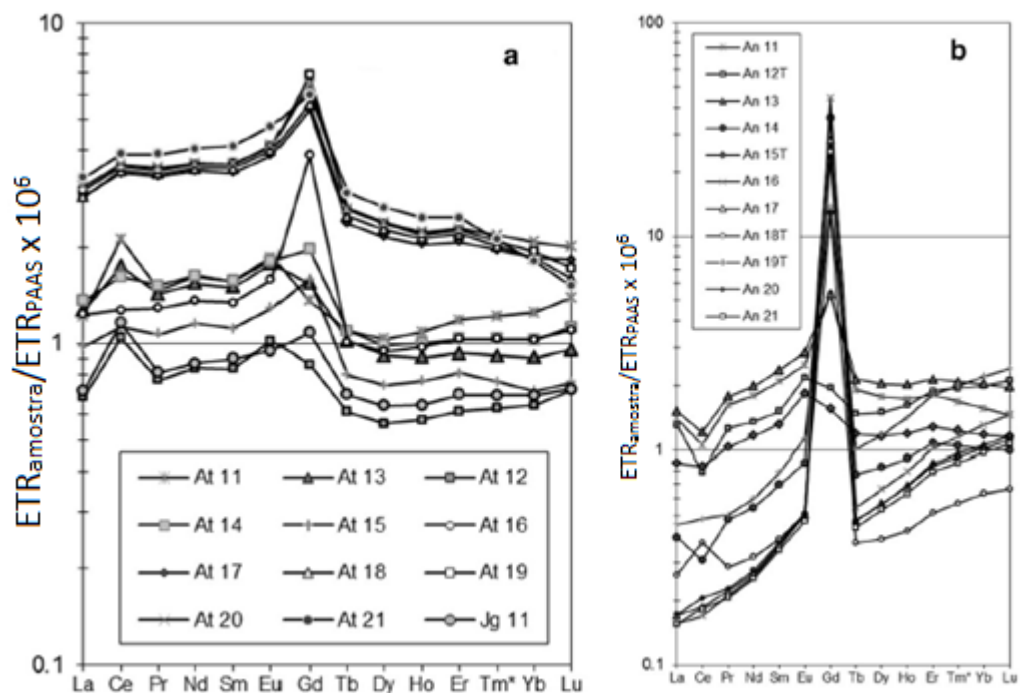 10
1
0.1
ETRamostra/ETRPAAS x 10⁶
a
At 11 At 13 At 12
At 14 At 15 At 16
At 17 At 18 At 19
At 20 At 21 Jg 11
La Ce Pr Nd Sm Eu Gd Tb Dy Ho Er Tm* Yb Lu
100
10
1
0.1
ETRamostra/ETRPAAS x 10⁶
b
An 11
An 12T
An 13
An 14
An 15T
An 16
An 17
An 18T
An 19T
An 20
An 21
La Ce Pr Nd Sm Eu Gd Tb Dy Ho Er Tm* Yb Lu